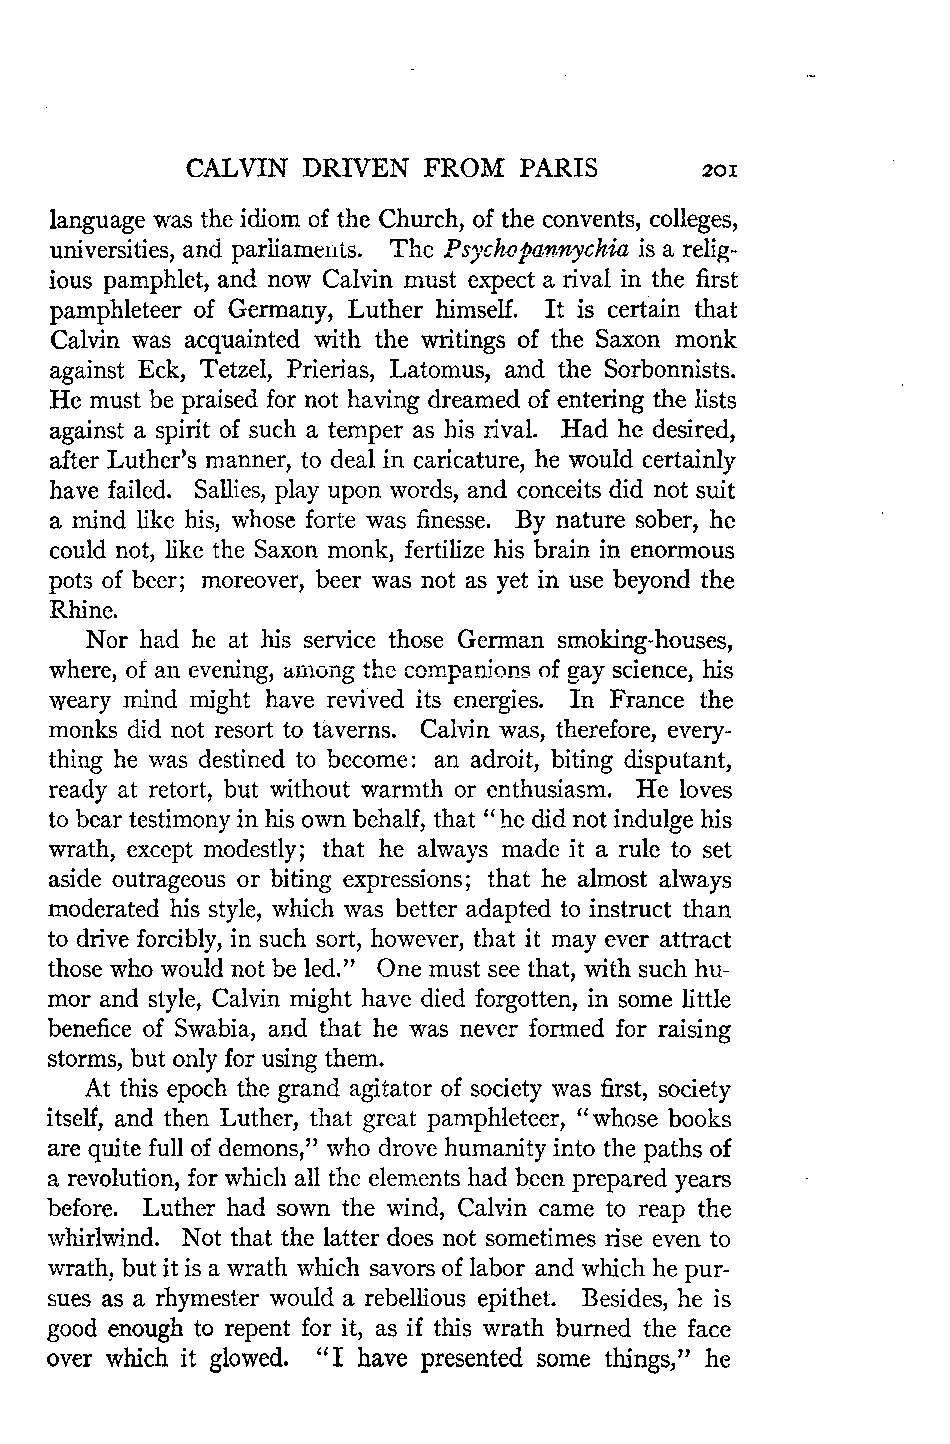 CALVIN DRIVEN FROM PARIS 201
language was the idiom of the Church, of the convents, colleges,
universities, and parliaments. The Psychopannychia is a relig-
ious pamphlet, and now Calvin must expect a rival in the first
pamphleteer of Germany, Luther himself. It is certain that
Calvin was acquainted with the writings of the Saxon monk
against Eck, Tetzel, Prierias, Latomus, and the Sorbonnists.
He must be praised for not having dreamed of entering the lists
against a spirit of such a temper as his rival. Had he desired,
after Luther's manner, to deal in caricature, he would certainly
have failed. Sallies, play upon words, and conceits did not suit
a mind like his, whose forte was finesse. By nature sober, he
could not, like the Saxon monk, fertilize his brain in enormous
pots of beer; moreover, beer was not as yet in use beyond the
Rhine.
Nor had he at his service those German smoking-houses,
where, of an evening, among the companions of gay science, his
weary mind might have revived its energies. In France the
monks did not resort to taverns. Calvin was, therefore, every-
thing he was destined to become: an adroit, biting disputant,
ready at retort, but without warmth or enthusiasm. He loves
to bear testimony in his own behalf, that "he did not indulge his
wrath, except modestly; that he always made it a rule to set
aside outrageous or biting expressions; that he almost always
moderated his style, which was better adapted to instruct than
to drive forcibly, in such sort, however, that it may ever attract
those who would not be led." One must see that, with such hu-
mor and style, Calvin might have died forgotten, in some little
benefice of Swabia, and that he was never formed for raising
storms, but only for using them.
At this epoch the grand agitator of society was first, society
itself, and then Luther, that great pamphleteer, "whose books
are quite full of demons," who drove humanity into the paths of
a revolution, for which all the elements had been prepared years
before. Luther had sown the wind, Calvin came to reap the
whirlwind. Not that the latter does not sometimes rise even to
wrath, but it is a wrath which savors of labor and which he pur-
sues as a rhymester would a rebellious epithet. Besides, he is
good enough to repent for it, as if this wrath burned the face
over which it glowed. "I have presented some things," he